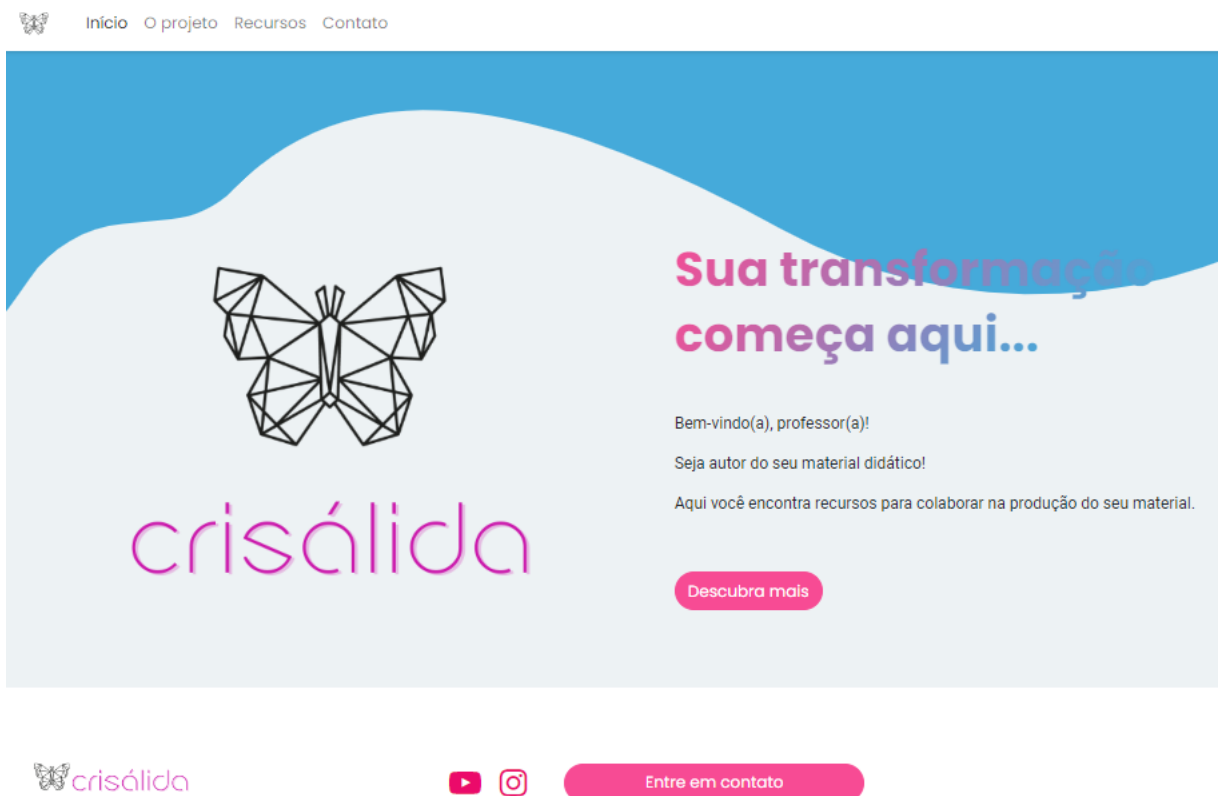 Início O projeto Recursos Contato
Sua transformação
começa aqui...
Bem-vindo(a), professor(a)!
Seja autor do seu material didático!
Aqui você encontra recursos para colaborar na produção do seu material.
Descubra mais
crisálida
crisálida
Entre em contato